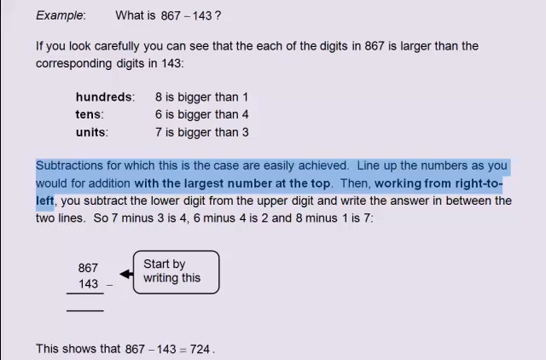 Example: What is 867 – 143 ?
If you look carefully you can see that the each of the digits in 867 is larger than the
corresponding digits in 143:
hundreds: 8 is bigger than 1
tens: 6 is bigger than 4
units: 7 is bigger than 3
Subtractions for which this is the case are easily achieved. Line up the numbers as you
would for addition with the largest number at the top. Then, working from right-to-
left, you subtract the lower digit from the upper digit and write the answer in between the
two lines. So 7 minus 3 is 4, 6 minus 4 is 2 and 8 minus 1 is 7:
867
143 –
Start by
writing this
This shows that 867 – 143 = 724 .